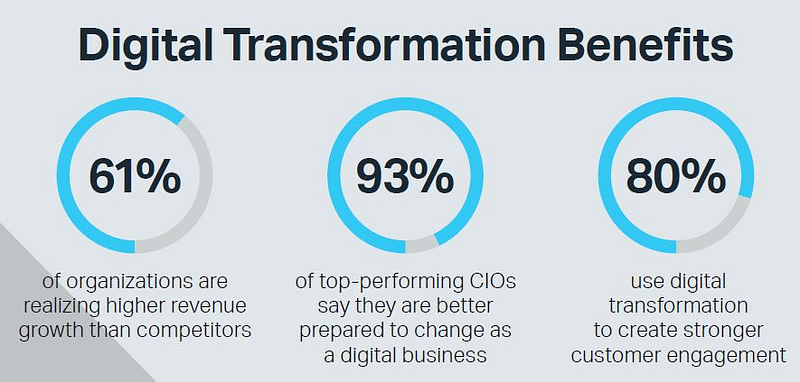 Digital Transformation Benefits
61%
of organizations are
realizing higher revenue
growth than competitors
93%
of top-performing CIOs
say they are better
prepared to change as
a digital business
80%
use digital
transformation
to create stronger
customer engagement